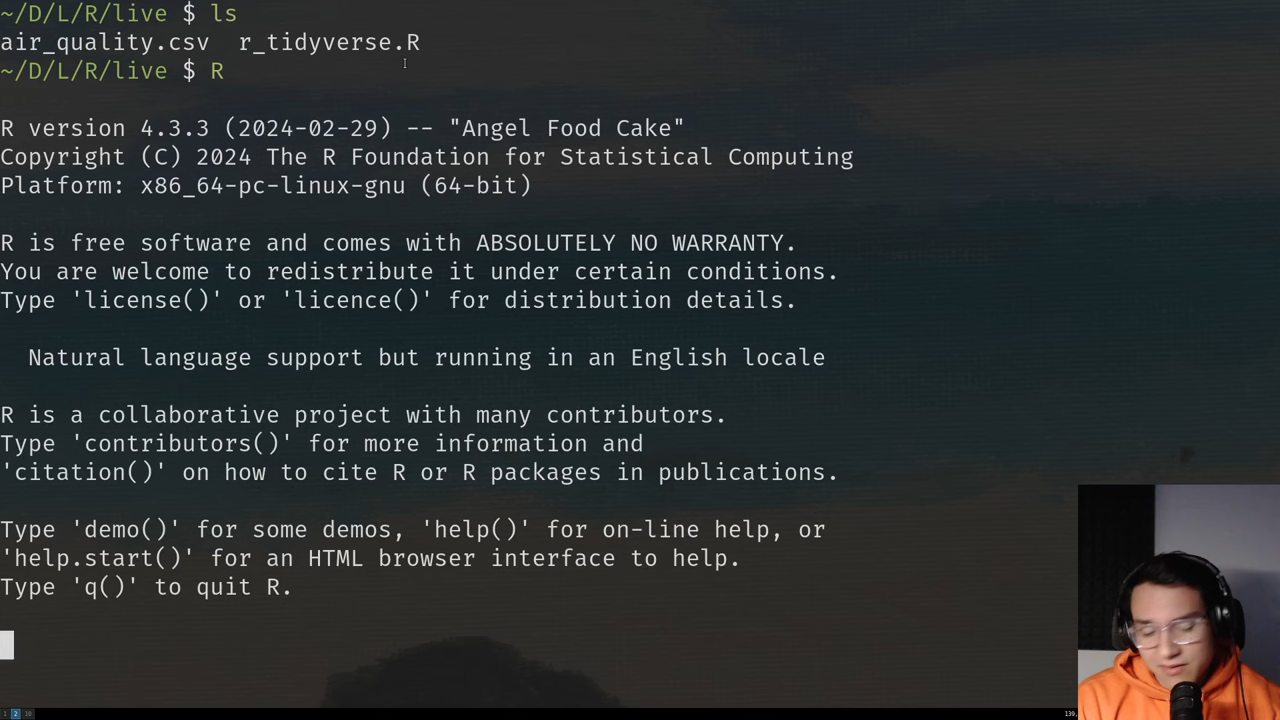 ~/D/L/R/live $ ls
air_quality.csv  r_tidyverse.R
~/D/L/R/live $ R
R version 4.3.3 (2024-02-29) -- "Angel Food Cake"
Copyright (C) 2024 The R Foundation for Statistical Computing
Platform: x86_64-pc-linux-gnu (64-bit)
R is free software and comes with ABSOLUTELY NO WARRANTY.
You are welcome to redistribute it under certain conditions.
Type 'license()' or 'licence()' for distribution details.
Natural language support but running in an English locale
R is a collaborative project with many contributors.
Type 'contributors()' for more information and
'citation()' on how to cite R or R packages in publications.
Type 'demo()' for some demos, 'help()' for on-line help, or
'help.start()' for an HTML browser interface to help.
Type 'q()' to quit R.
1 2 10
139,